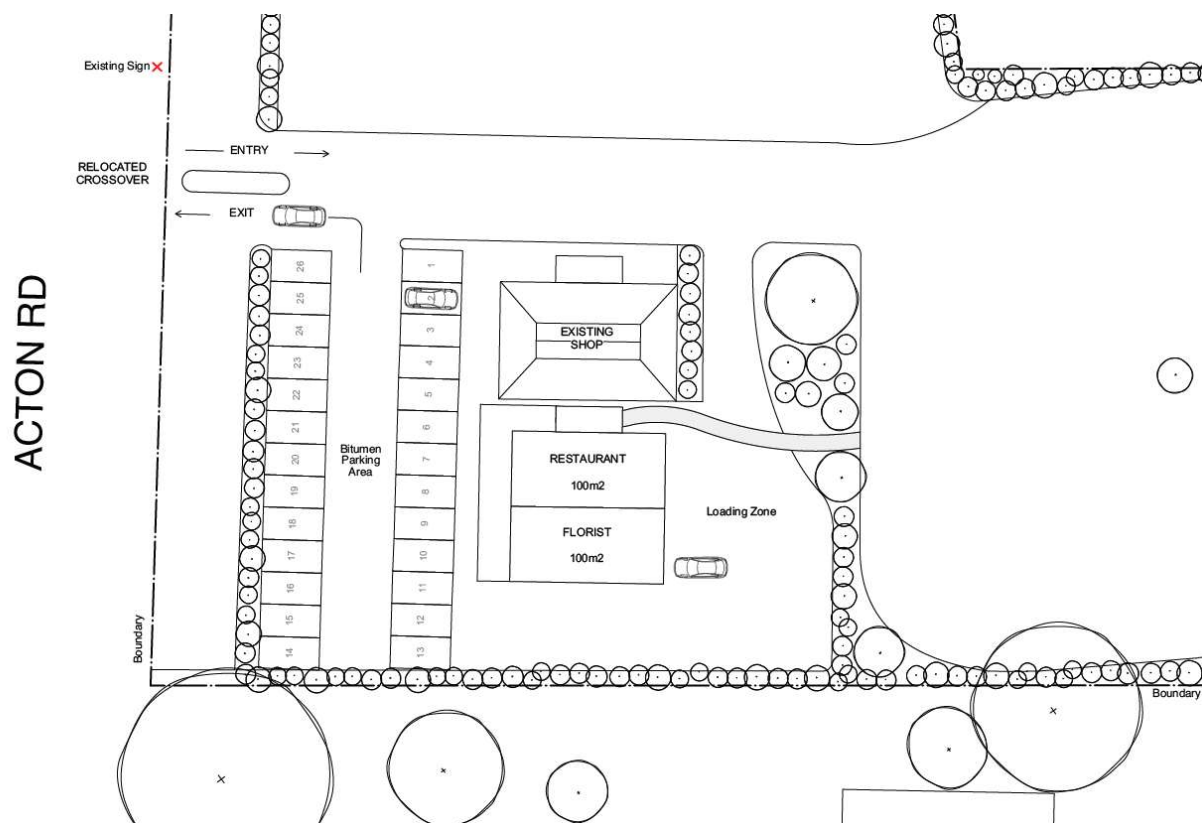 Existing Sign
ENTRY
RELOCATED
CROSSOVER
EXIT
ACTON RD
26
25
24
23
22
21
20
19
18
17
16
15
14
Bitumen
Parking
Area
1
2
3
4
5
6
7
8
9
10
11
12
13
EXISTING
SHOP
RESTAURANT
100m2
FLORIST
100m2
Loading Zone
Boundary
Boundary